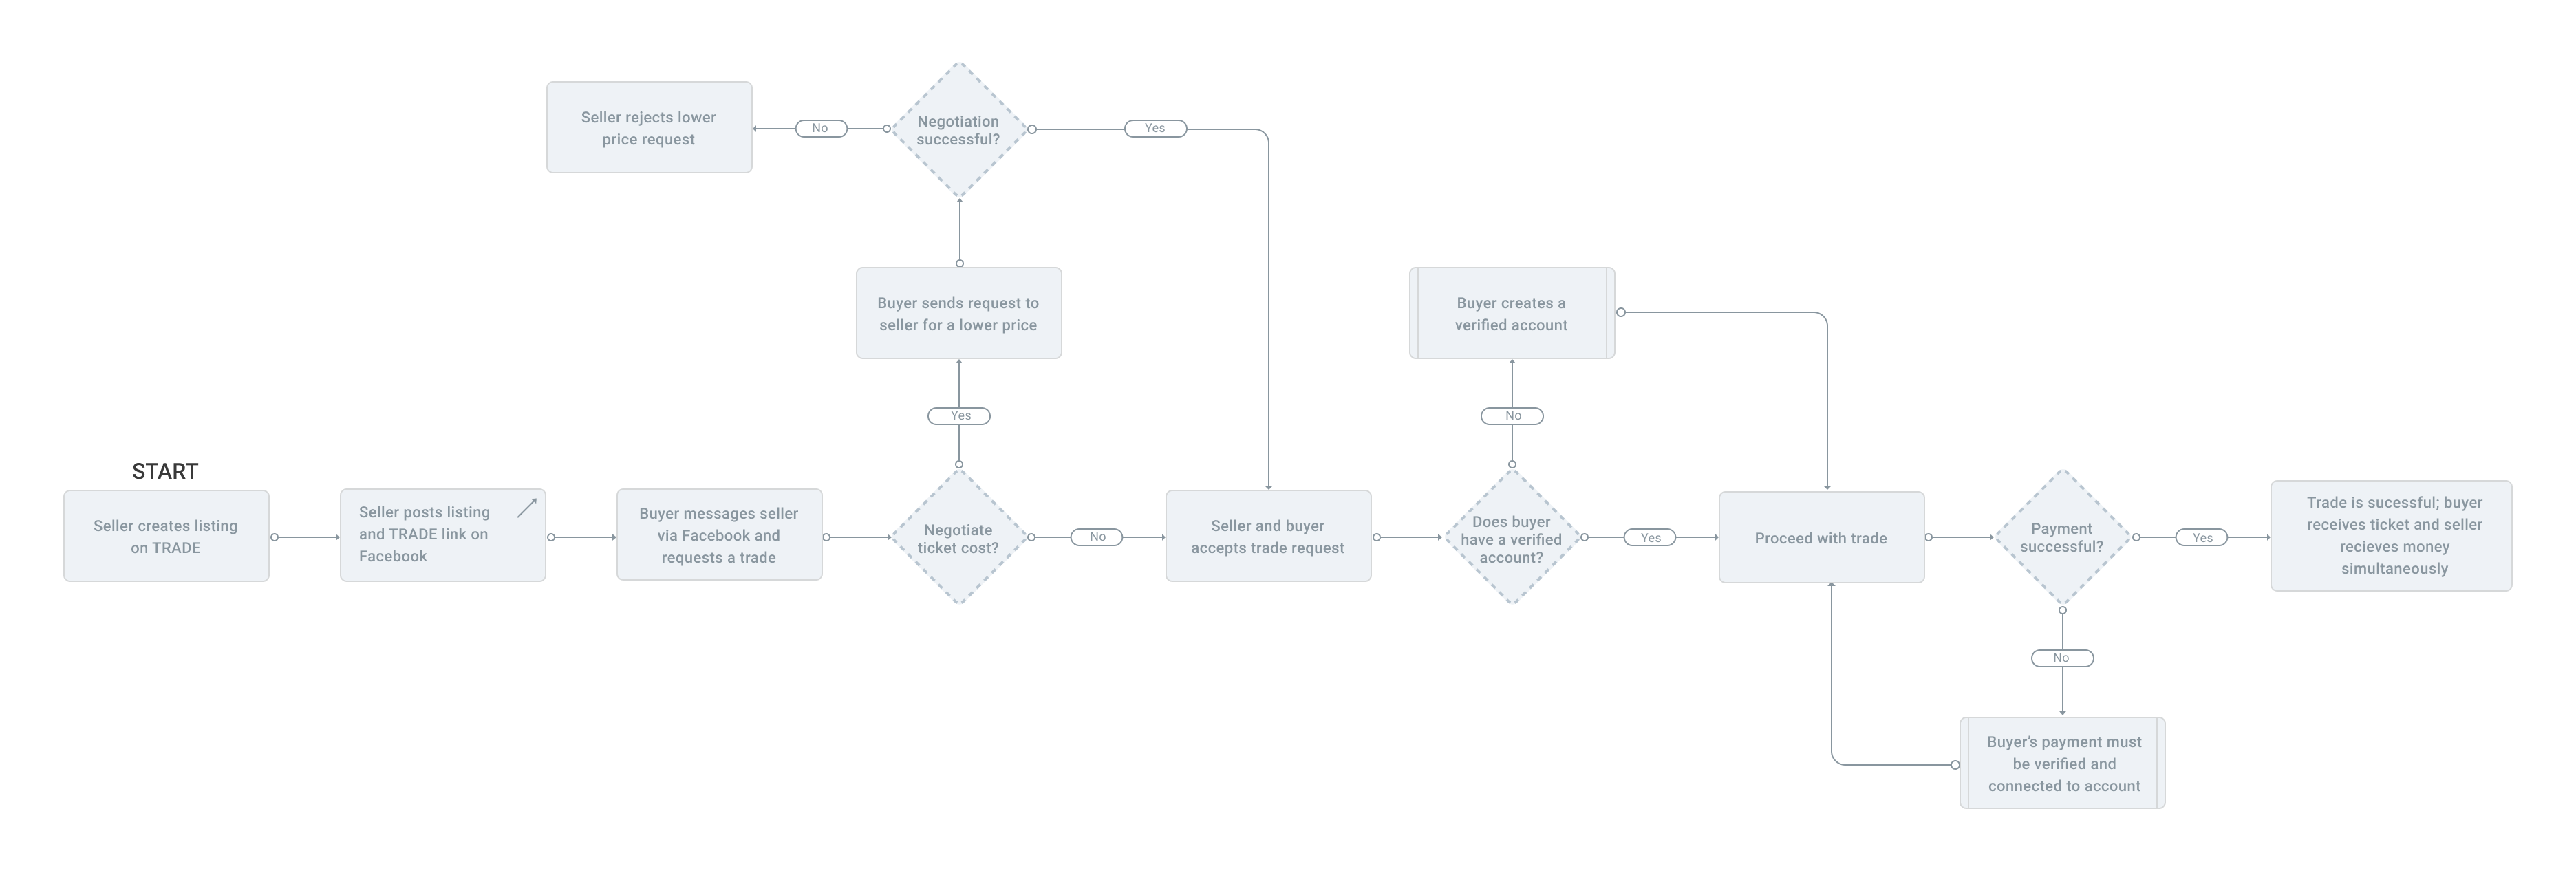 Seller rejects lower
price request
No
Negotiation
successful?
Yes
Buyer sends request to
seller for a lower price
Yes
Buyer creates a
verified account
No
START
Seller creates listing
on TRADE
Seller posts listing
and TRADE link on
Facebook
Buyer messages seller
via Facebook and
requests a trade
Negotiate
ticket cost?
No
Seller and buyer
accepts trade request
Does buyer
have a verified
account?
Yes
Proceed with trade
Payment
successful?
Yes
Trade is sucessful; buyer
receives ticket and seller
recieves money
simultaneously
No
Buyer’s payment must
be verified and
connected to account